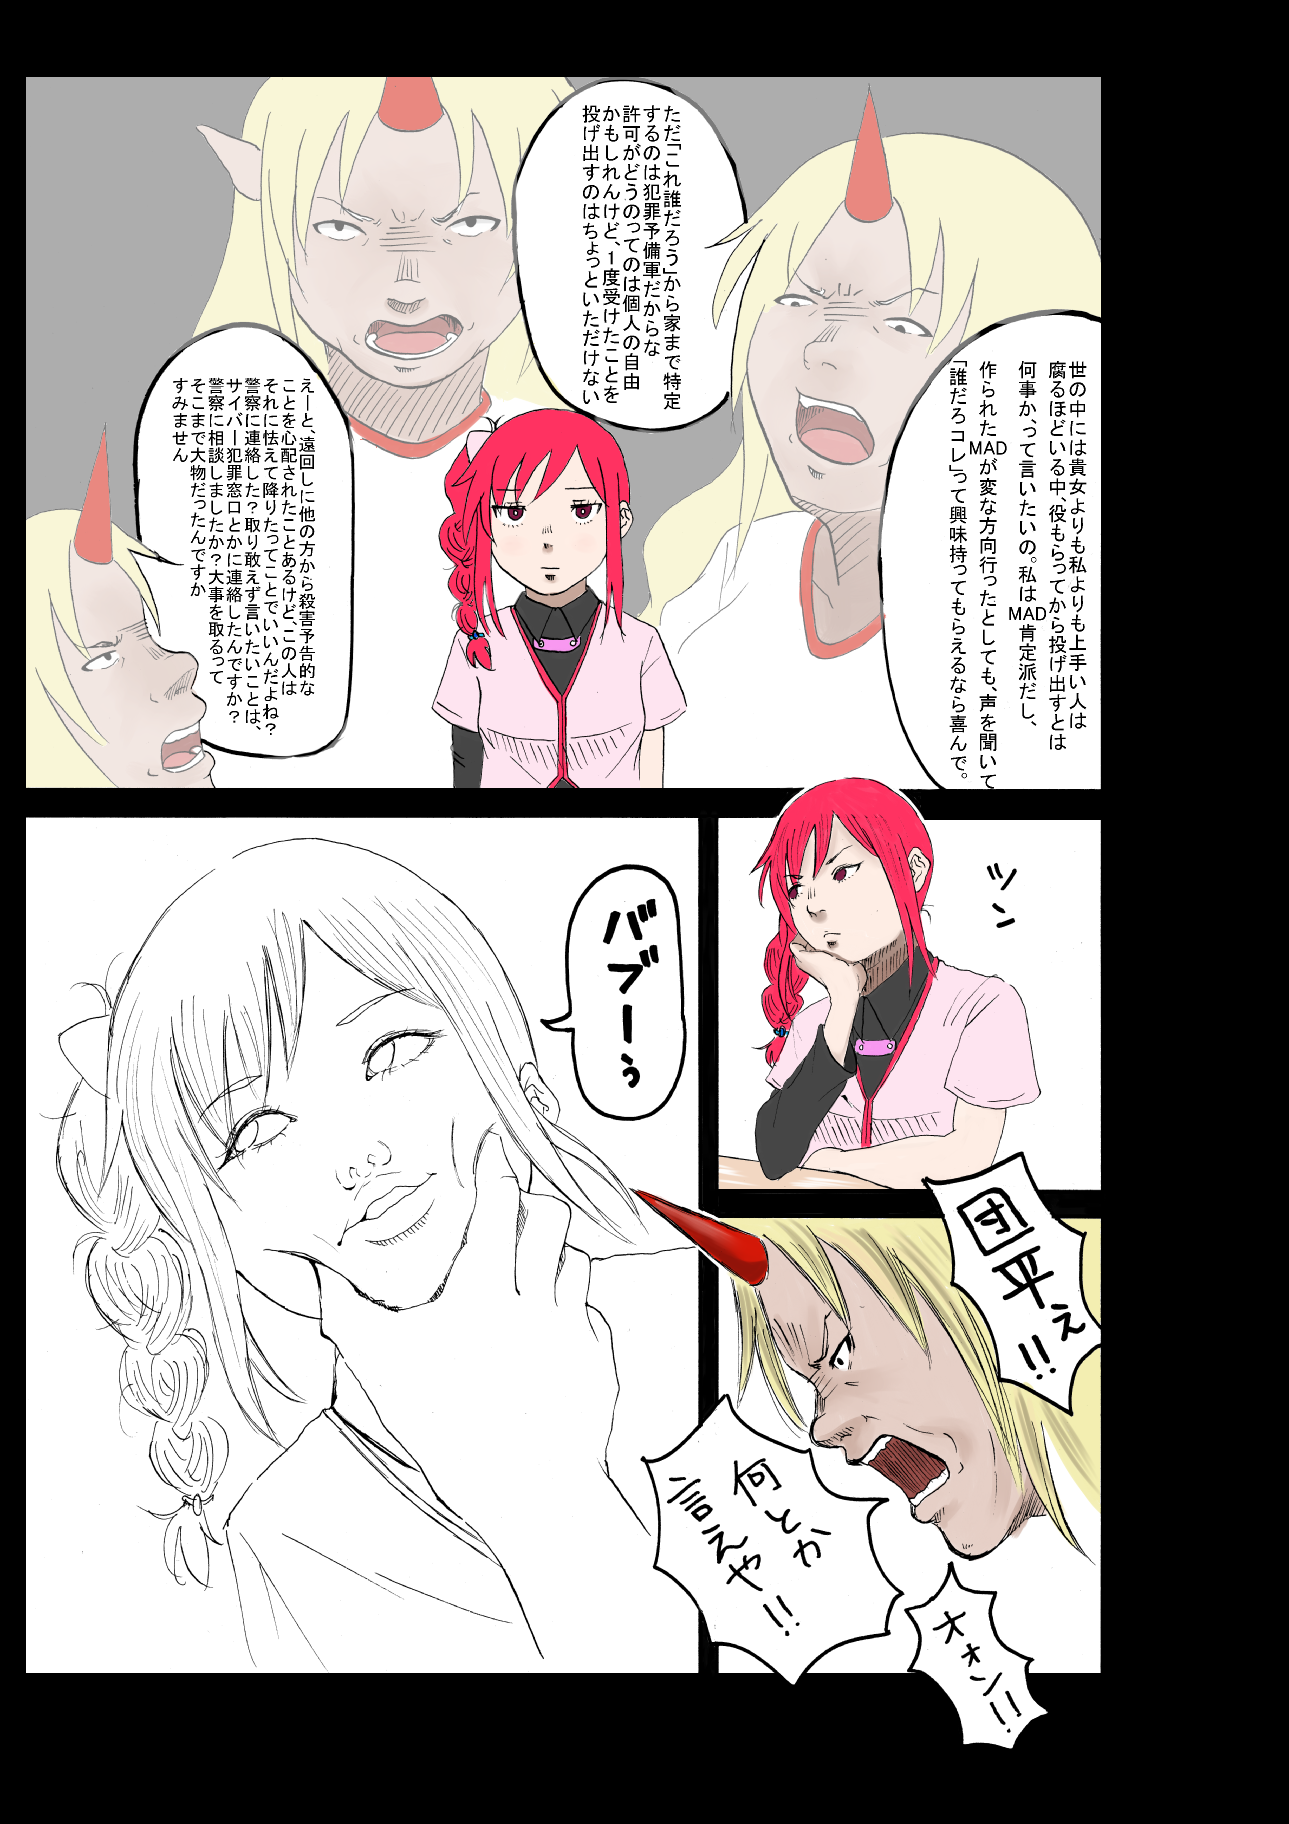 世の中には貴女よりも私よりも上手い人は
腐るほどいる中、役もらってから投げ出すとは
何事か、って言いたいの。私はMAD肯定派だし、
作られたMADが変な方向行ったとしても、声を聞いて
「誰だろコレ」って興味持ってもらえるなら喜んで。
ただ「これ誰だろう」から家まで特定
するのは犯罪予備軍だからな
許可がどうのってのは個人の自由
かもしれんけど、1度受けたことを
投げ出すのはちょっといただけない
えーと、遠回しに他の方から殺害予告的な
ことを心配されたことあるけど、この人は
それに怯えて降りたってことでいいんだよね?
警察に連絡した?取り敢えず言いたいことは、
サイバー犯罪窓口とかに連絡したんですか?
警察に相談しましたか?大事を取るって
そこまで大物だったんですか
すみません
ツン
団平ぇ!!
何とか
言えや!!
オォン!!
バブーぅ